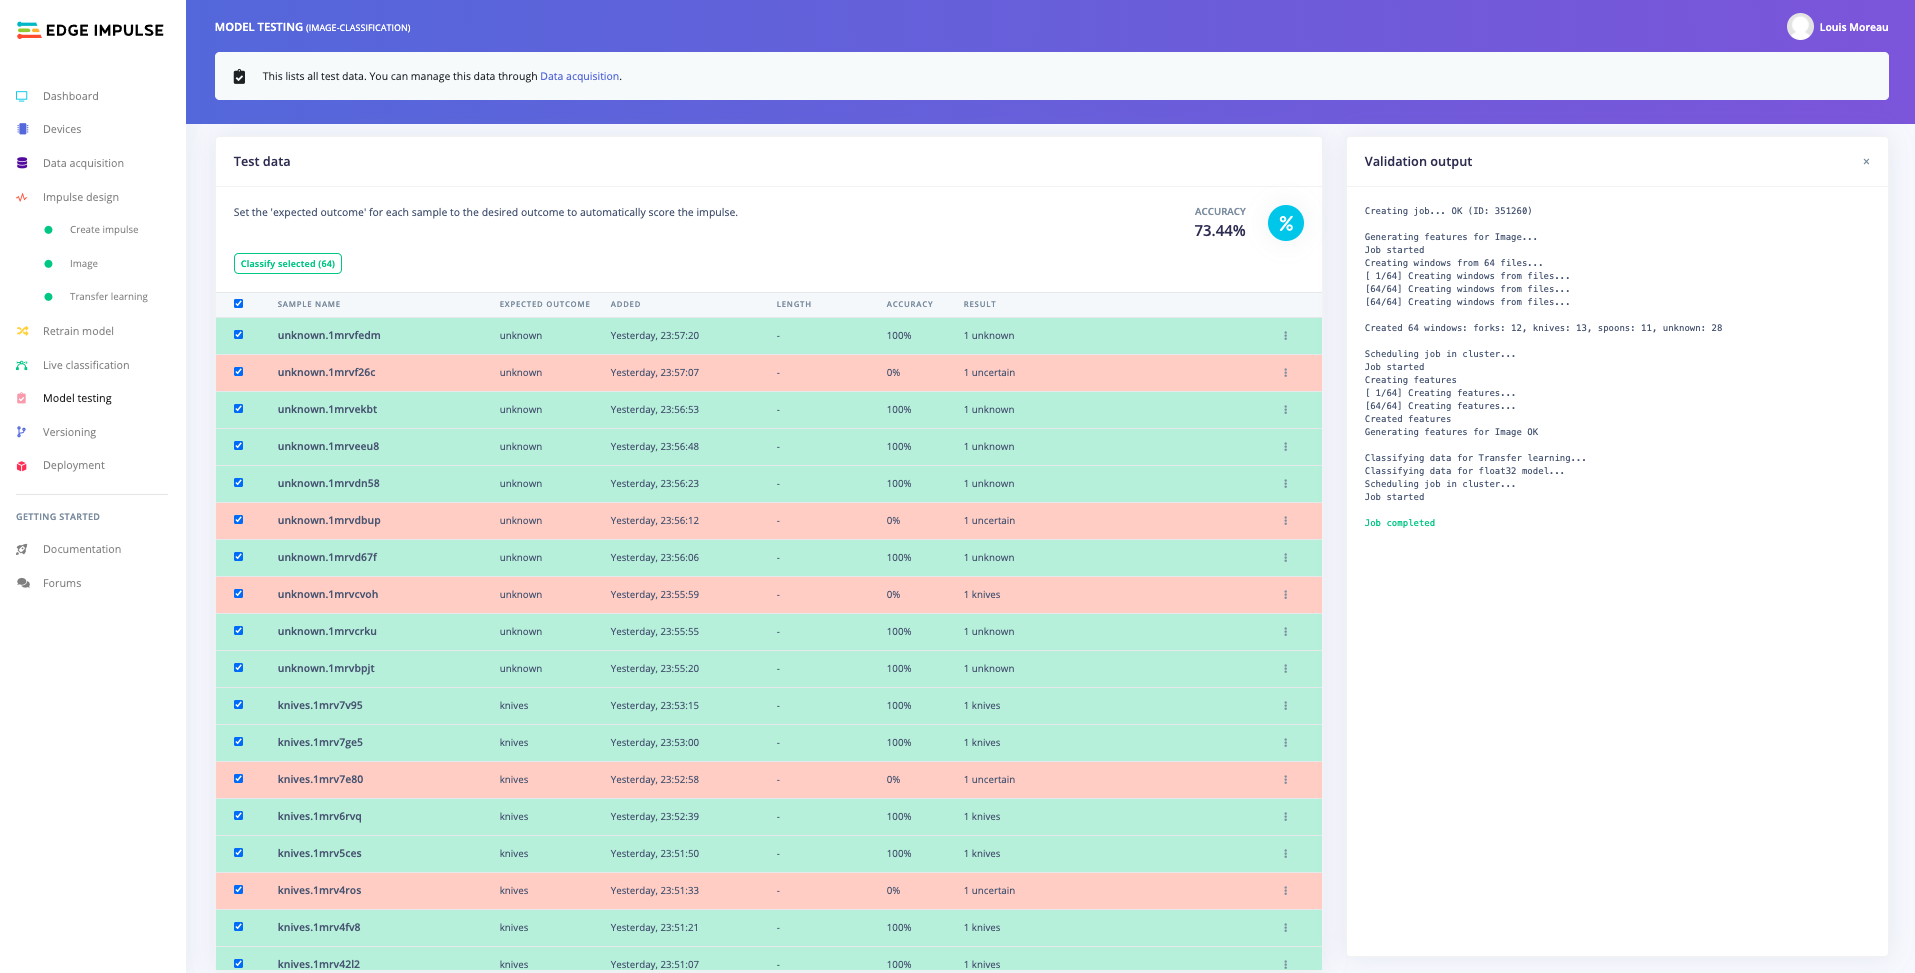 EDGE IMPULSE
Dashboard
Devices
Data acquisition
Impulse design
Create impulse
Image
Transfer learning
Retrain model
Live classification
Model testing
Versioning
Deployment
GETTING STARTED
Documentation
Forums
MODEL TESTING (IMAGE-CLASSIFICATION)
Louis Moreau
This lists all test data. You can manage this data through Data acquisition.
Test data
Set the 'expected outcome' for each sample to the desired outcome to automatically score the impulse.
ACCURACY
73.44%
%
Classify selected (64)
SAMPLE NAME EXPECTED OUTCOME ADDED LENGTH ACCURACY RESULT
unknown.1mrvfedm unknown Yesterday, 23:57:20 - 100% 1 unknown
unknown.1mrvf26c unknown Yesterday, 23:57:07 - 0% 1 uncertain
unknown.1mrvekbt unknown Yesterday, 23:56:53 - 100% 1 unknown
unknown.1mrveeu8 unknown Yesterday, 23:56:48 - 100% 1 unknown
unknown.1mrvdn58 unknown Yesterday, 23:56:23 - 100% 1 unknown
unknown.1mrvdbup unknown Yesterday, 23:56:12 - 0% 1 uncertain
unknown.1mrvd67f unknown Yesterday, 23:56:06 - 100% 1 unknown
unknown.1mrvcvoh unknown Yesterday, 23:55:59 - 0% 1 knives
unknown.1mrvcrku unknown Yesterday, 23:55:55 - 100% 1 unknown
unknown.1mrvbpjt unknown Yesterday, 23:55:20 - 100% 1 unknown
knives.1mrv7v95 knives Yesterday, 23:53:15 - 100% 1 knives
knives.1mrv7ge5 knives Yesterday, 23:53:00 - 100% 1 knives
knives.1mrv7e80 knives Yesterday, 23:52:58 - 0% 1 uncertain
knives.1mrv6rvq knives Yesterday, 23:52:39 - 100% 1 knives
knives.1mrv5ces knives Yesterday, 23:51:50 - 100% 1 knives
knives.1mrv4ros knives Yesterday, 23:51:33 - 0% 1 uncertain
knives.1mrv4fv8 knives Yesterday, 23:51:21 - 100% 1 knives
knives.1mrv42l2 knives Yesterday, 23:51:07 - 100% 1 knives
Validation output ×
Creating job... OK (ID: 351260)
Generating features for Image...
Job started
Creating windows from 64 files...
[ 1/64] Creating windows from files...
[64/64] Creating windows from files...
[64/64] Creating windows from files...
Created 64 windows: forks: 12, knives: 13, spoons: 11, unknown: 28
Scheduling job in cluster...
Job started
Creating features
[ 1/64] Creating features...
[64/64] Creating features...
Created features
Generating features for Image OK
Classifying data for Transfer learning...
Classifying data for float32 model...
Scheduling job in cluster...
Job started
Job completed